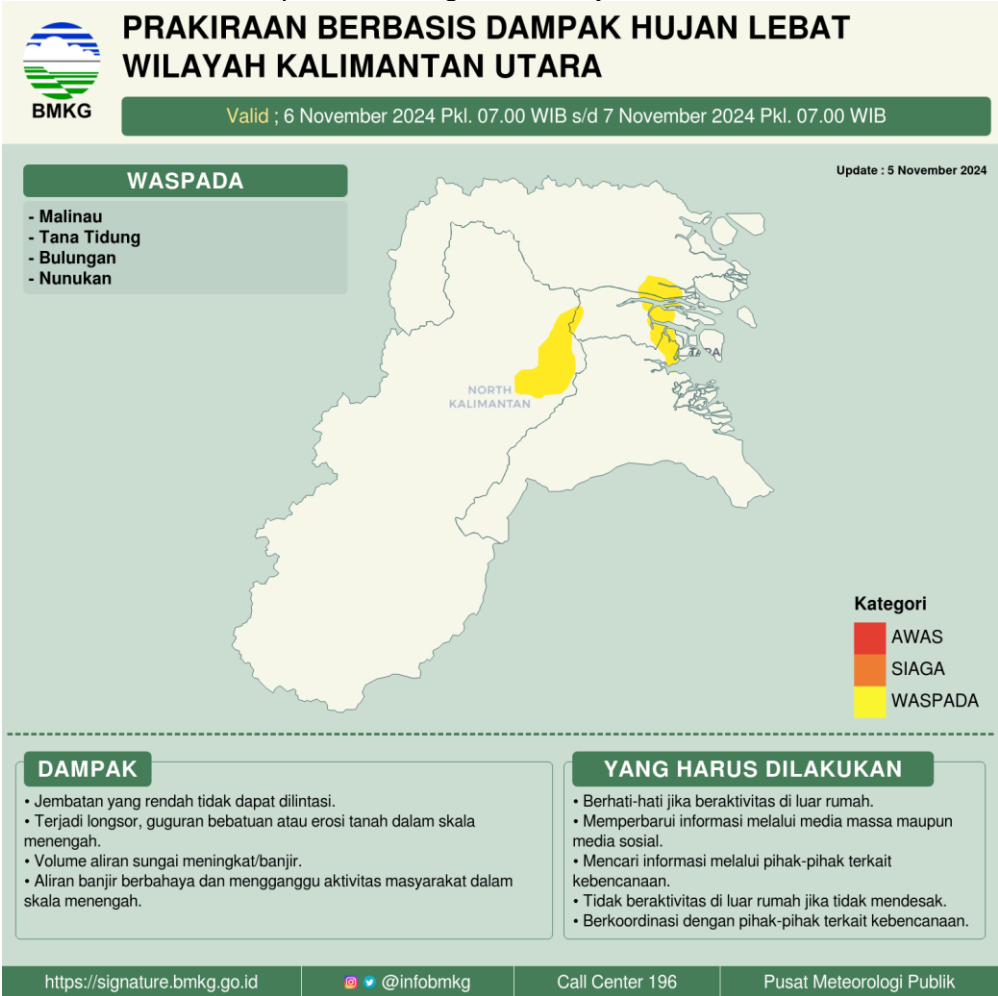 PRAKIRAAN BERBASIS DAMPAK HUJAN LEBAT
WILAYAH KALIMANTAN UTARA
BMKG
Valid ; 6 November 2024 Pkl. 07.00 WIB s/d 7 November 2024 Pkl. 07.00 WIB
Update : 5 November 2024
WASPADA
- Malinau
- Tana Tidung
- Bulungan
- Nunukan
NORTH
KALIMANTAN
Kategori
AWAS
SIAGA
WASPADA
DAMPAK
• Jembatan yang rendah tidak dapat dilintasi.
• Terjadi longsor, guguran bebatuan atau erosi tanah dalam skala
menengah.
• Volume aliran sungai meningkat/banjir.
• Aliran banjir berbahaya dan mengganggu aktivitas masyarakat dalam
skala menengah.
YANG HARUS DILAKUKAN
• Berhati-hati jika beraktivitas di luar rumah.
• Memperbarui informasi melalui media massa maupun
media sosial.
• Mencari informasi melalui pihak-pihak terkait
kebencanaan.
• Tidak beraktivitas di luar rumah jika tidak mendesak.
• Berkoordinasi dengan pihak-pihak terkait kebencanaan.
https://signature.bmkg.go.id
@infobmkg
Call Center 196
Pusat Meteorologi Publik